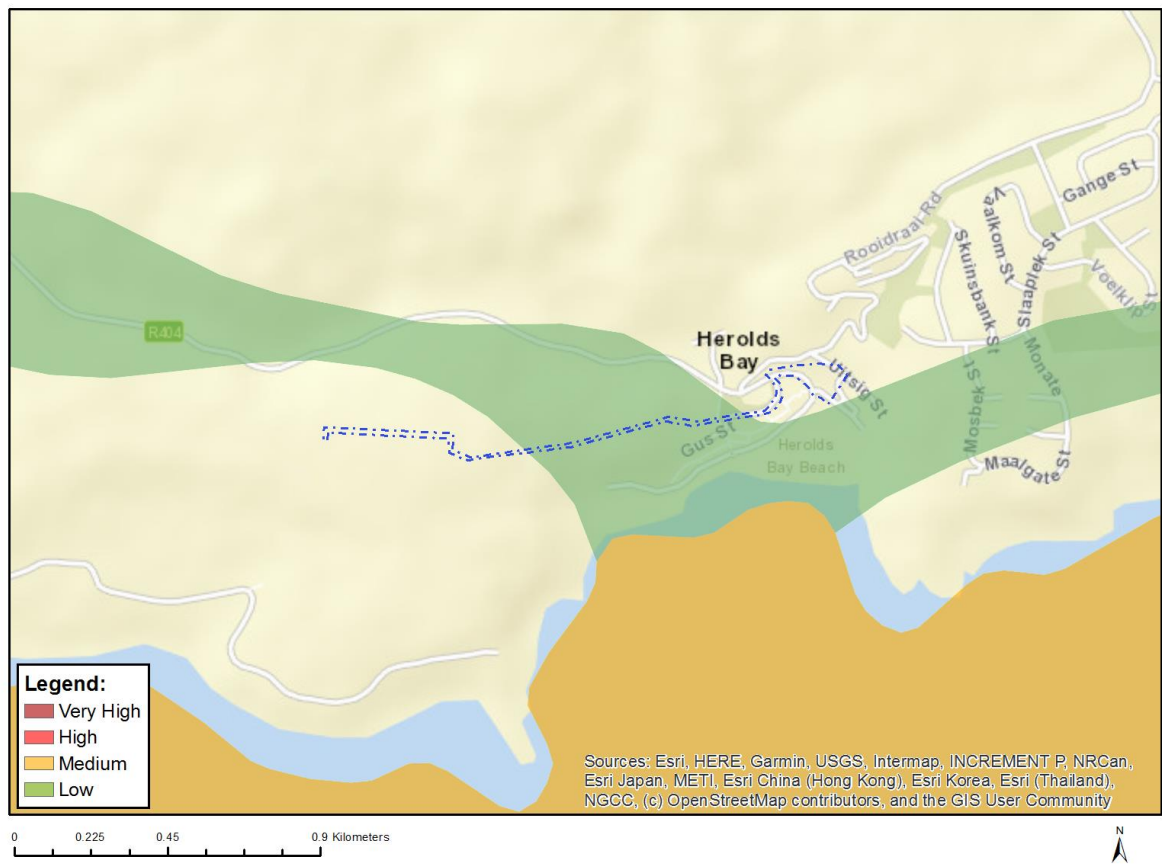 Gange St
Vaalkom St
Rooidraal Rd
Skuinsbank St
Slaaplek St
Voelklip St
R404
Herolds
Bay
Uitsig St
Monate
Mosbek St
Gus St
Herolds
Bay Beach
Maalgate St
Legend:
Very High
High
Medium
Low
Sources: Esri, HERE, Garmin, USGS, Intermap, INCREMENT P, NRCan,
Esri Japan, METI, Esri China (Hong Kong), Esri Korea, Esri (Thailand),
NGCC, (c) OpenStreetMap contributors, and the GIS User Community
0 0.225 0.45 0.9 Kilometers
N